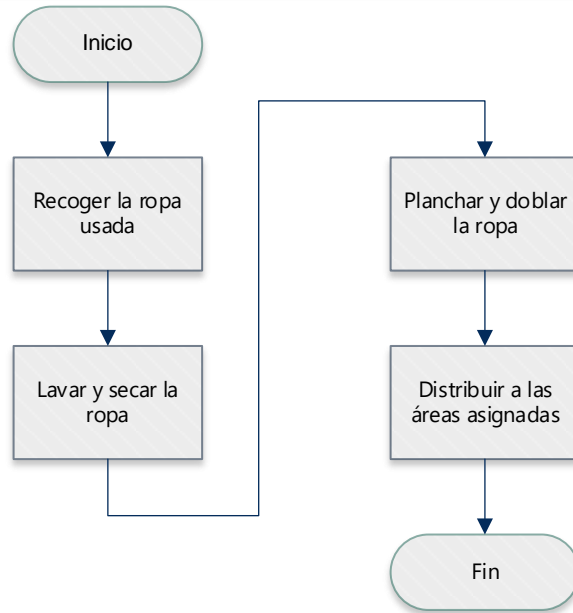 Inicio
Recoger la ropa
usada
Lavar y secar la
ropa
Planchar y doblar
la ropa
Distribuir a las
áreas asignadas
Fin